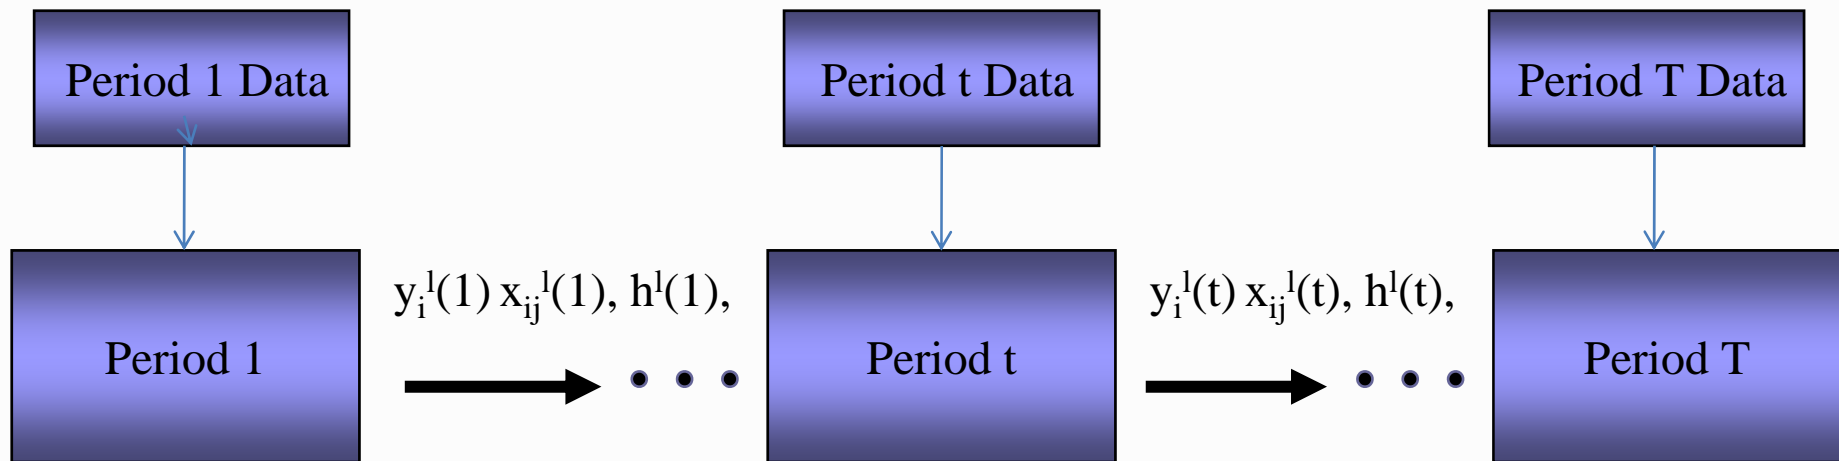 Period 1 Data
Period t Data
Period T Data
y_i^l(1) x_ij^l(1), h^l(1),
y_i^l(t) x_ij^l(t), h^l(t),
Period 1
Period t
Period T